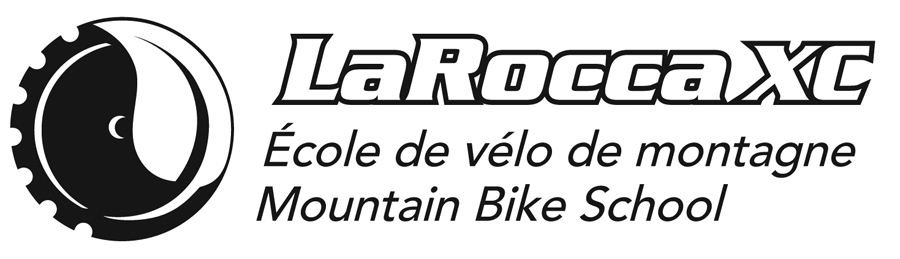 LaRocca XC
École de vélo de montagne
Mountain Bike School